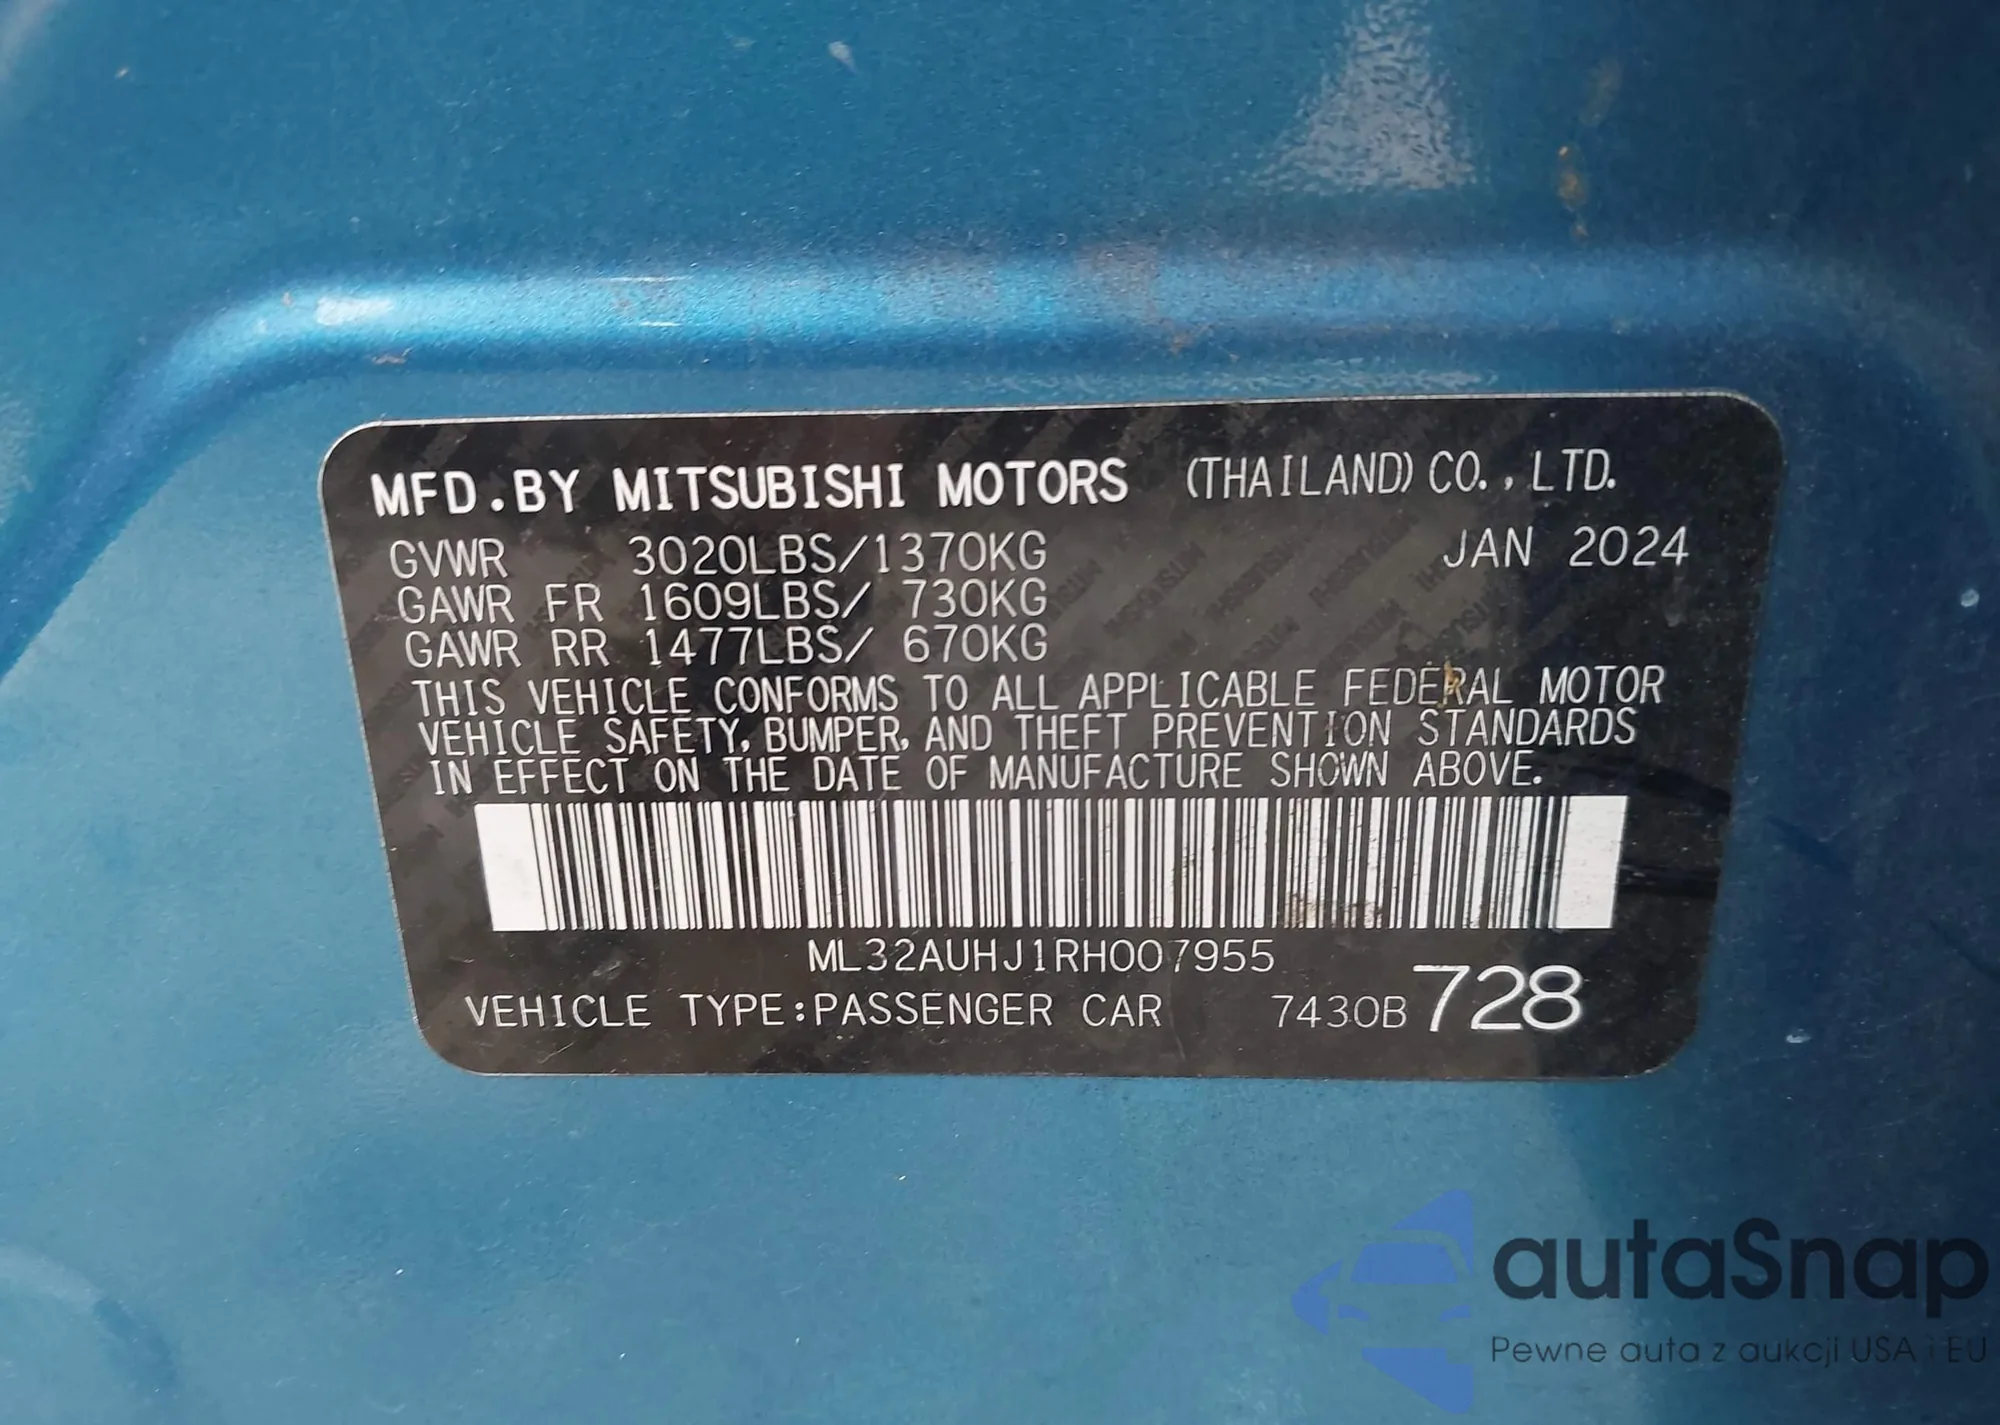 MFD.BY MITSUBISHI MOTORS (THAILAND) CO., LTD.
GVWR 3020LBS/1370KG JAN 2024
GAWR FR 1609LBS/ 730KG
GAWR RR 1477LBS/ 670KG
THIS VEHICLE CONFORMS TO ALL APPLICABLE FEDERAL MOTOR
VEHICLE SAFETY, BUMPER, AND THEFT PREVENTION STANDARDS
IN EFFECT ON THE DATE OF MANUFACTURE SHOWN ABOVE.
ML32AUHJ1RH007955
VEHICLE TYPE:PASSENGER CAR 7430B 728
autaSnap
Pewne auta z aukcji USA i EU